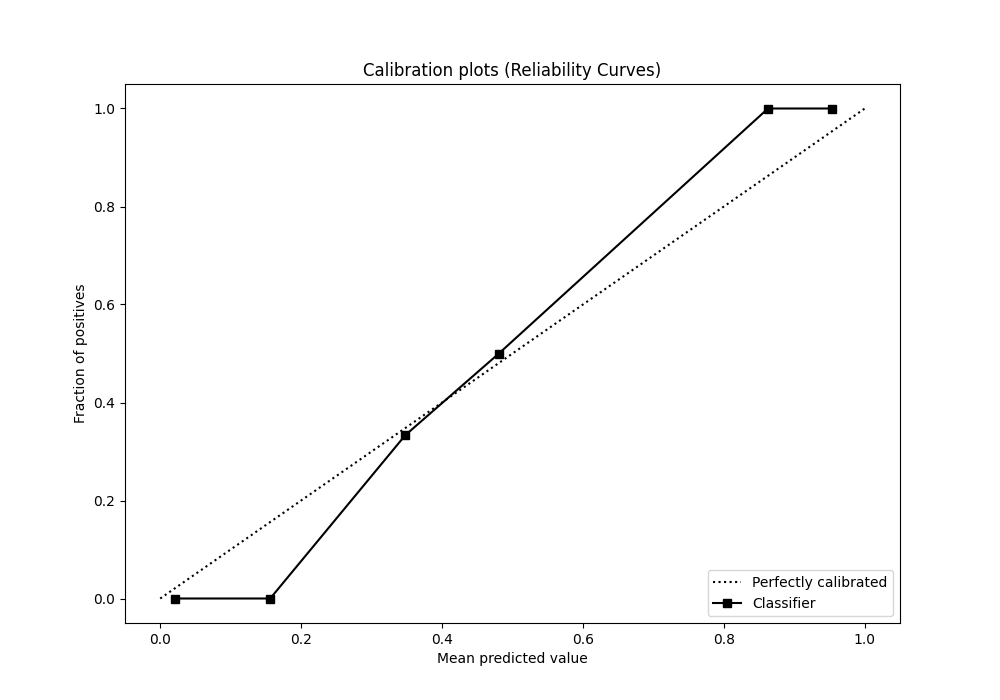 Calibration plots (Reliability Curves)
1.0
0.8
0.6
0.4
0.2
0.0
Fraction of positives
0.0 0.2 0.4 0.6 0.8 1.0
Mean predicted value
Perfectly calibrated
Classifier